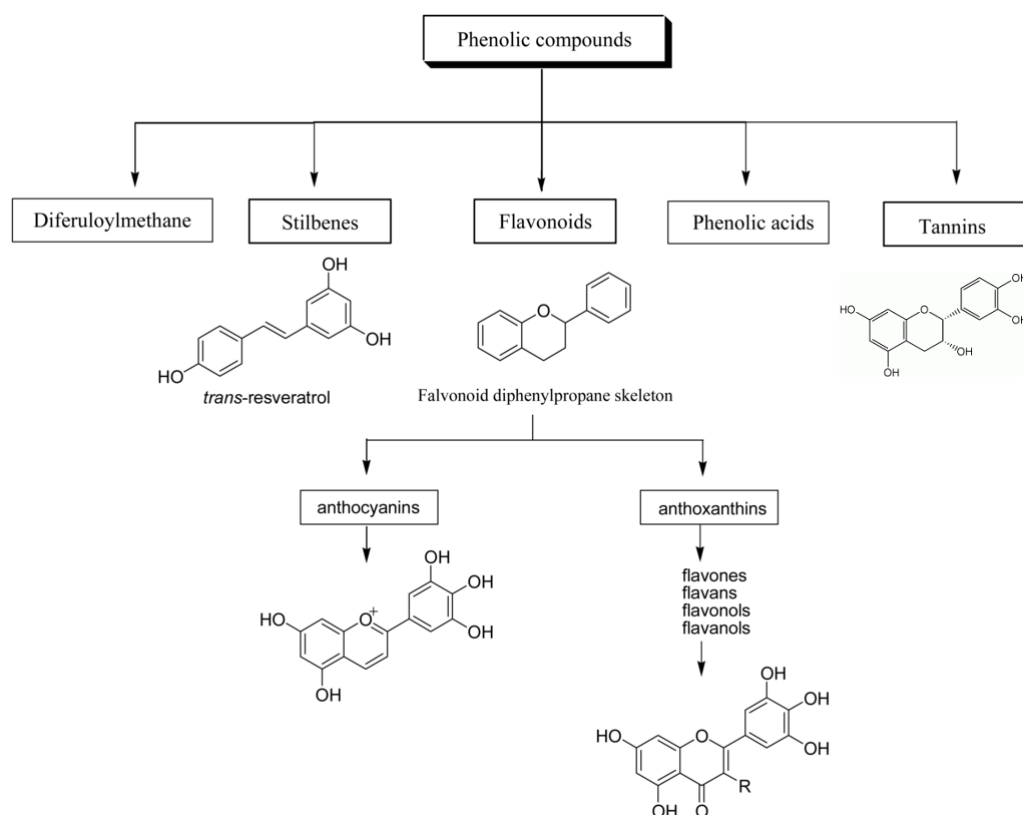 Phenolic compounds
Diferuloylmethane
Stilbenes
Flavonoids
Phenolic acids
Tannins
OH
OH
HO
trans-resveratrol
O
Falvonoid diphenylpropane skeleton
OH
OH
HO
O
OH
OH
anthocyanins
anthoxanthins
OH
OH
OH
HO
O+
OH
flavones
flavans
flavonols
flavanols
OH
OH
OH
HO
O
R
OH
O